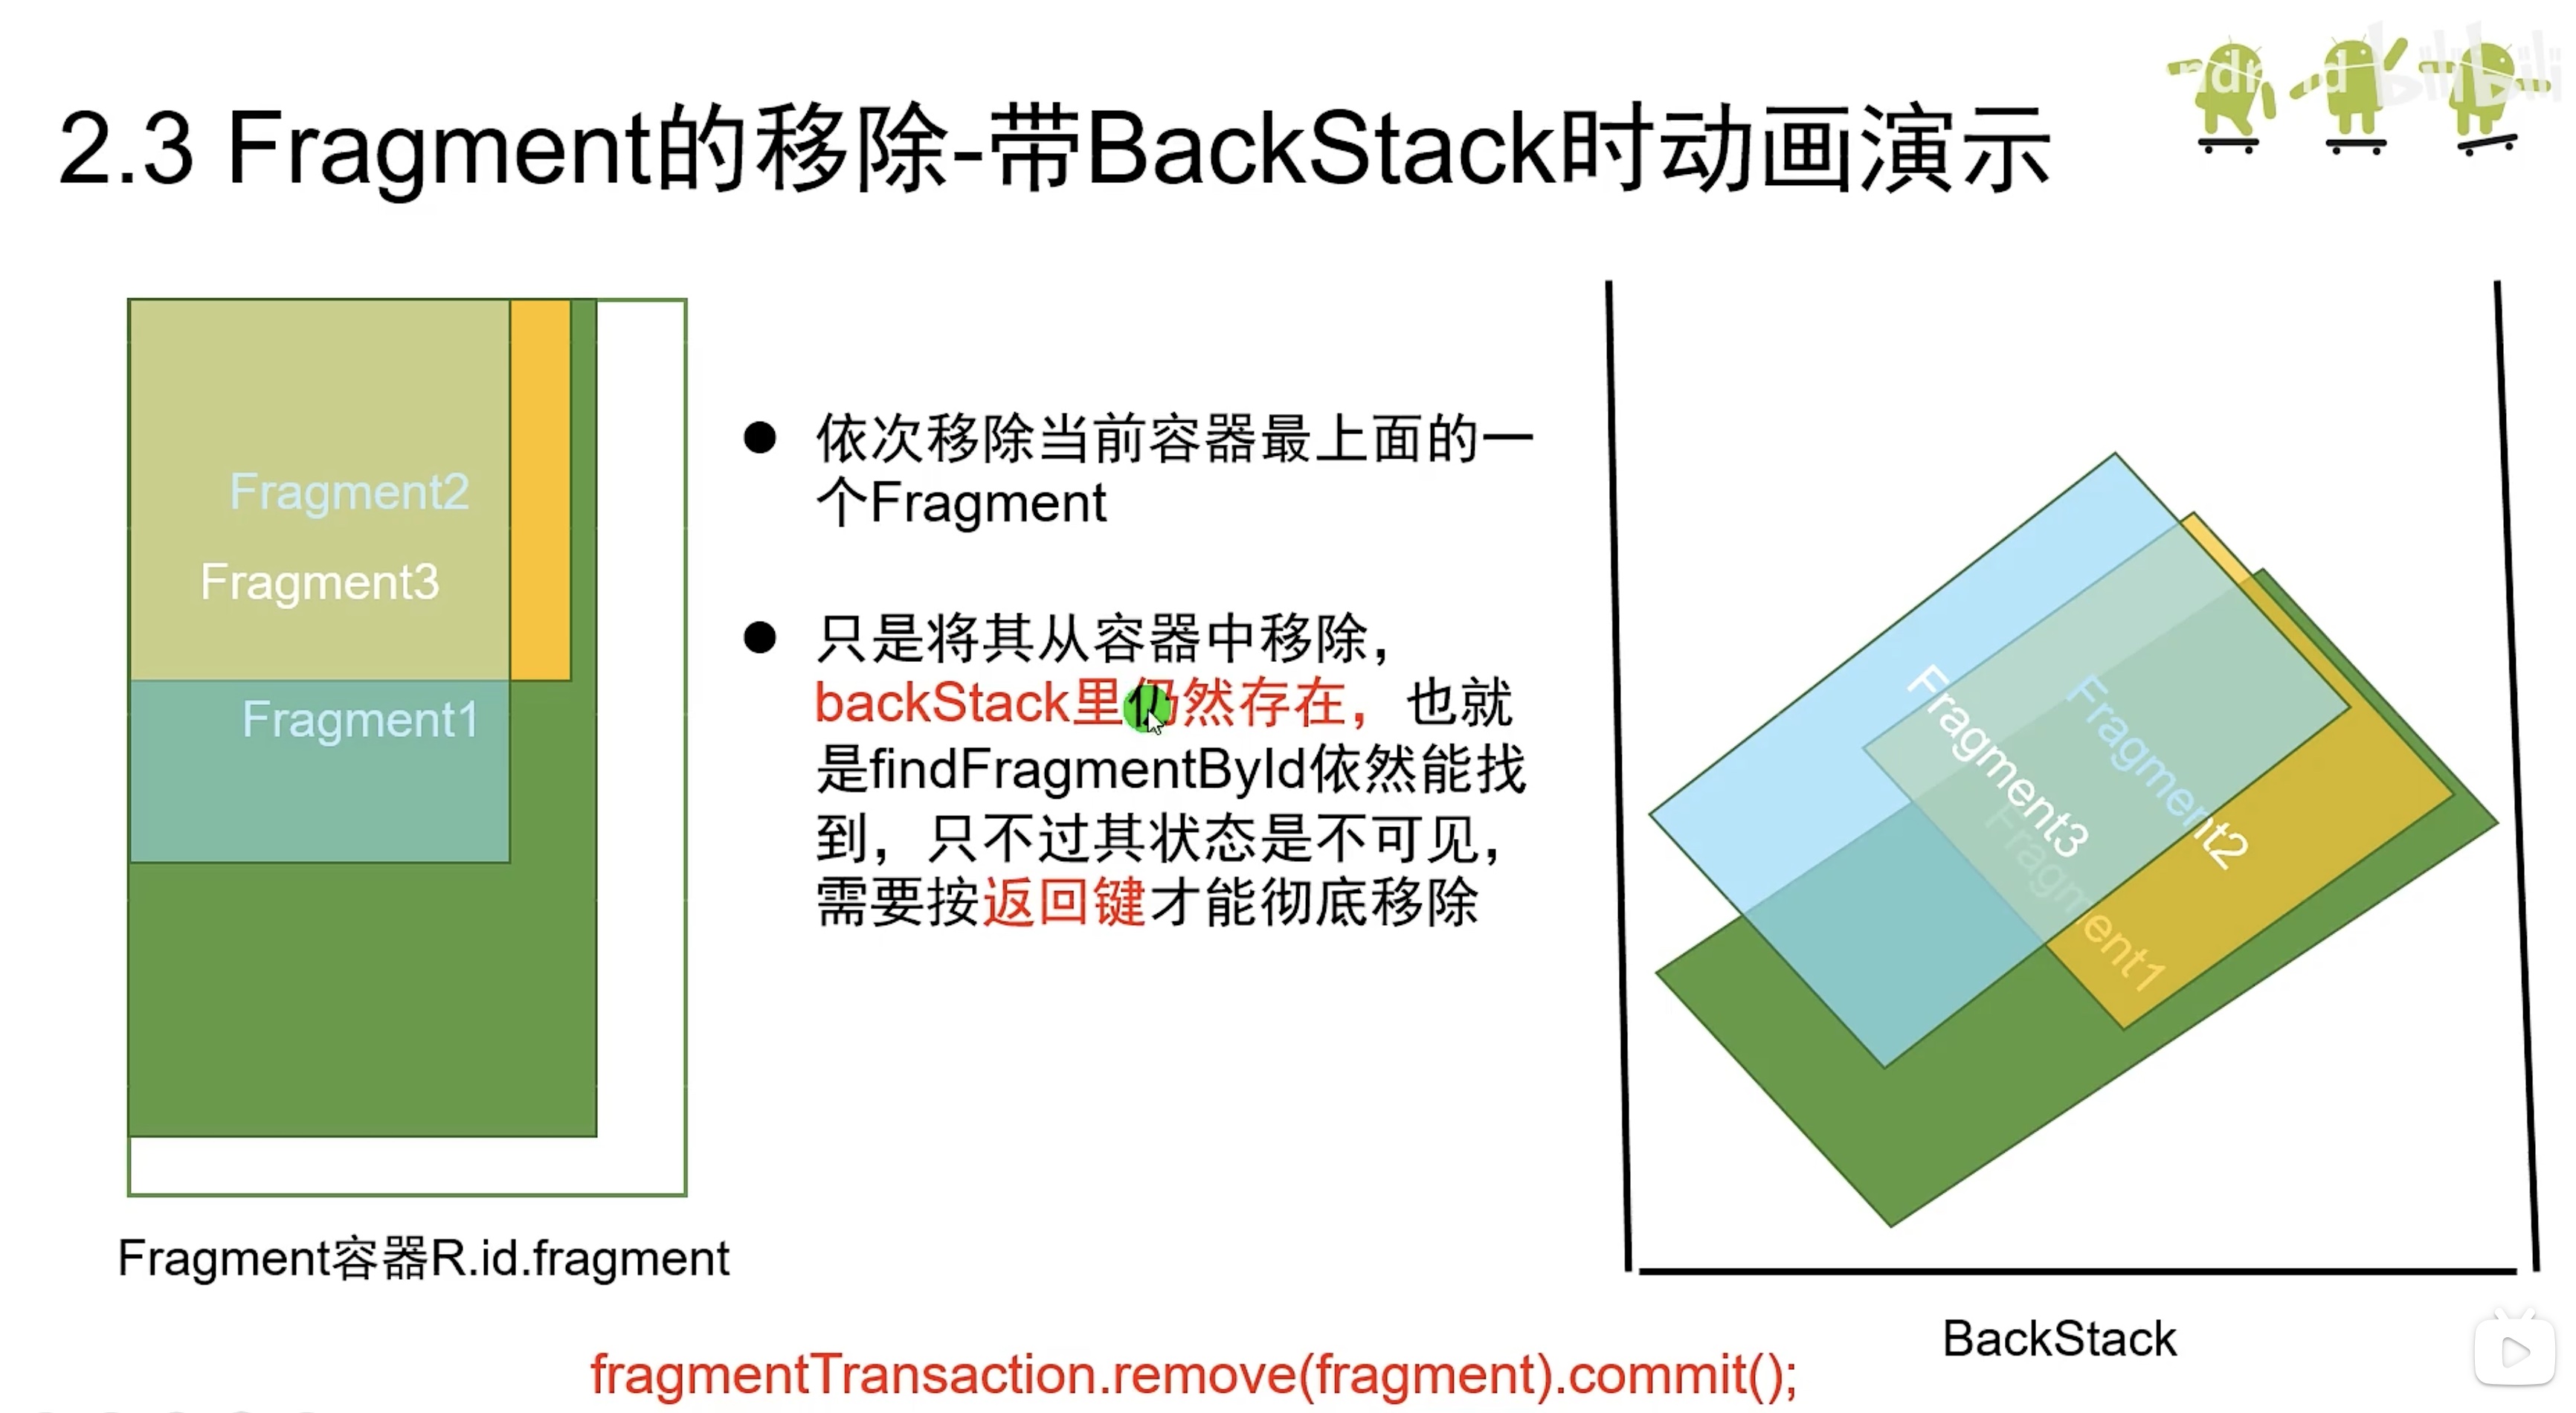 2.3 Fragment的移除-带BackStack时动画演示
bilibili
Fragment2
Fragment3
Fragment1
● 依次移除当前容器最上面的一
个Fragment
● 只是将其从容器中移除，
backStack里仍然存在，也就
是findFragmentById依然能找
到，只不过其状态是不可见，
需要按返回键才能彻底移除
Fragment3
Fragment2
Fragment1
Fragment容器R.id.fragment
BackStack
fragmentTransaction.remove(fragment).commit();